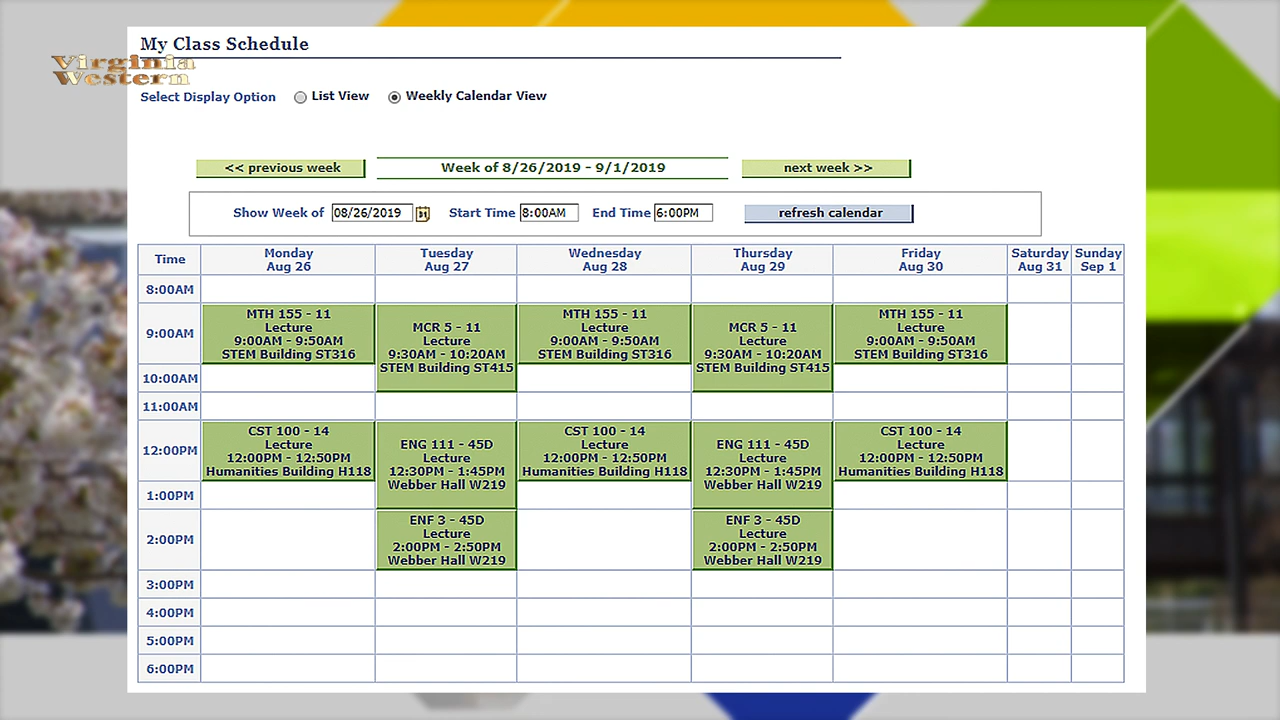 My Class Schedule
Virginia
Western
Select Display Option List View Weekly Calendar View
<< previous week Week of 8/26/2019 - 9/1/2019 next week >>
Show Week of 08/26/2019 31 Start Time 8:00AM End Time 6:00PM refresh calendar
Time Monday Tuesday Wednesday Thursday Friday Saturday Sunday
Aug 26 Aug 27 Aug 28 Aug 29 Aug 30 Aug 31 Sep 1
8:00AM
9:00AM
MTH 155 - 11
Lecture
9:00AM - 9:50AM
STEM Building ST316
MCR 5 - 11
Lecture
9:30AM - 10:20AM
STEM Building ST415
MTH 155 - 11
Lecture
9:00AM - 9:50AM
STEM Building ST316
MCR 5 - 11
Lecture
9:30AM - 10:20AM
STEM Building ST415
MTH 155 - 11
Lecture
9:00AM - 9:50AM
STEM Building ST316
10:00AM
11:00AM
12:00PM
CST 100 - 14
Lecture
12:00PM - 12:50PM
Humanities Building H118
ENG 111 - 45D
Lecture
12:30PM - 1:45PM
Webber Hall W219
CST 100 - 14
Lecture
12:00PM - 12:50PM
Humanities Building H118
ENG 111 - 45D
Lecture
12:30PM - 1:45PM
Webber Hall W219
CST 100 - 14
Lecture
12:00PM - 12:50PM
Humanities Building H118
1:00PM
2:00PM
ENF 3 - 45D
Lecture
2:00PM - 2:50PM
Webber Hall W219
ENF 3 - 45D
Lecture
2:00PM - 2:50PM
Webber Hall W219
3:00PM
4:00PM
5:00PM
6:00PM